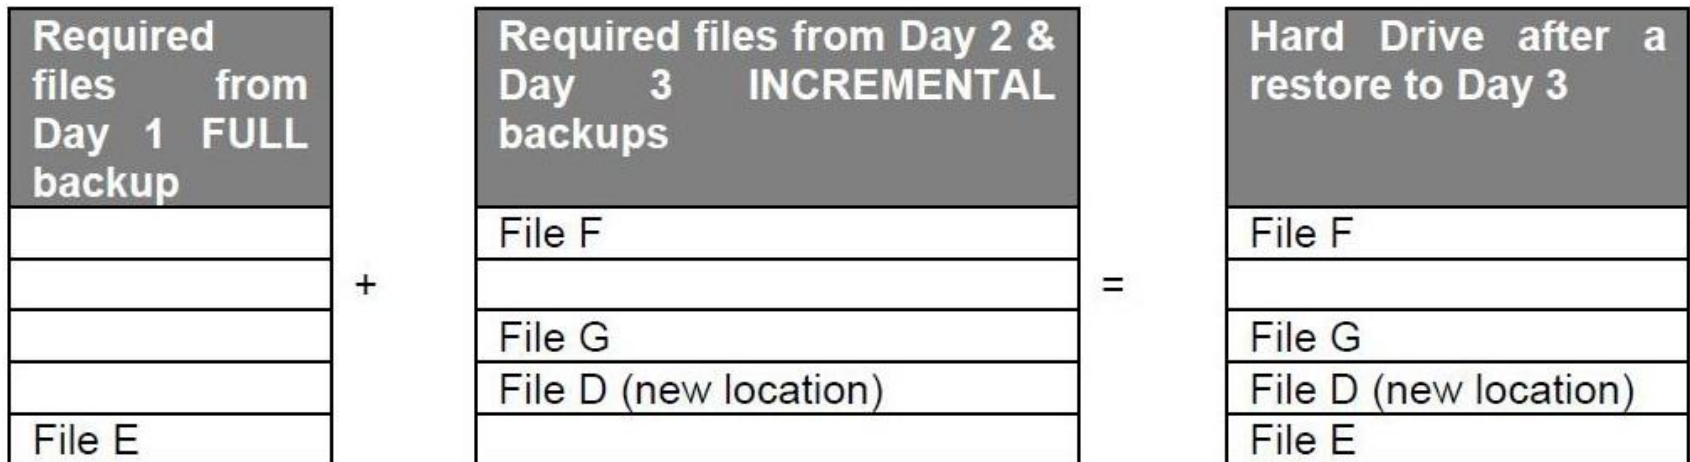 Required
files from
Day 1 FULL
backup
Required files from Day 2 &
Day 3 INCREMENTAL
backups
Hard Drive after a
restore to Day 3
File F
File F
+
=
File G
File G
File D (new location)
File D (new location)
File E
File E